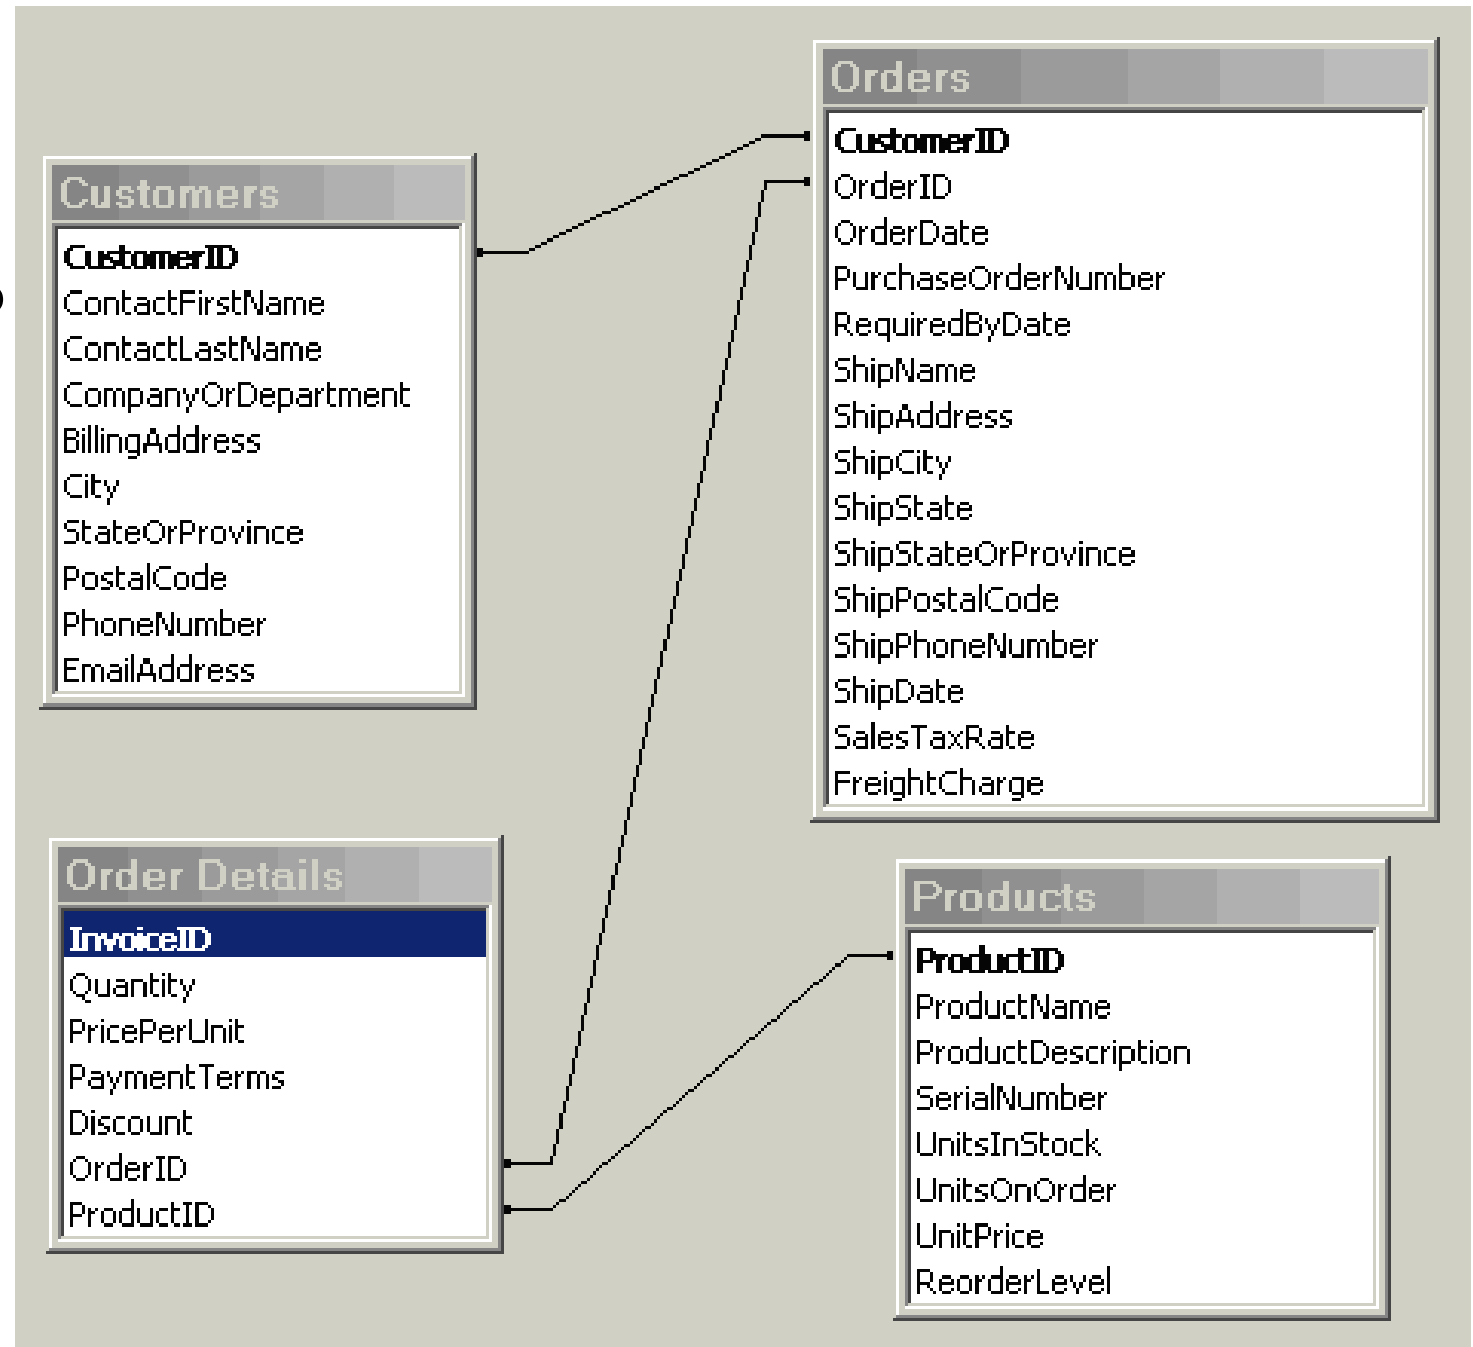 Customers
CustomerID
ContactFirstName
ContactLastName
CompanyOrDepartment
BillingAddress
City
StateOrProvince
PostalCode
PhoneNumber
EmailAddress
Orders
CustomerID
OrderID
OrderDate
PurchaseOrderNumber
RequiredByDate
ShipName
ShipAddress
ShipCity
ShipState
ShipStateOrProvince
ShipPostalCode
ShipPhoneNumber
ShipDate
SalesTaxRate
FreightCharge
Order Details
InvoiceID
Quantity
PricePerUnit
PaymentTerms
Discount
OrderID
ProductID
Products
ProductID
ProductName
ProductDescription
SerialNumber
UnitsInStock
UnitsOnOrder
UnitPrice
ReorderLevel